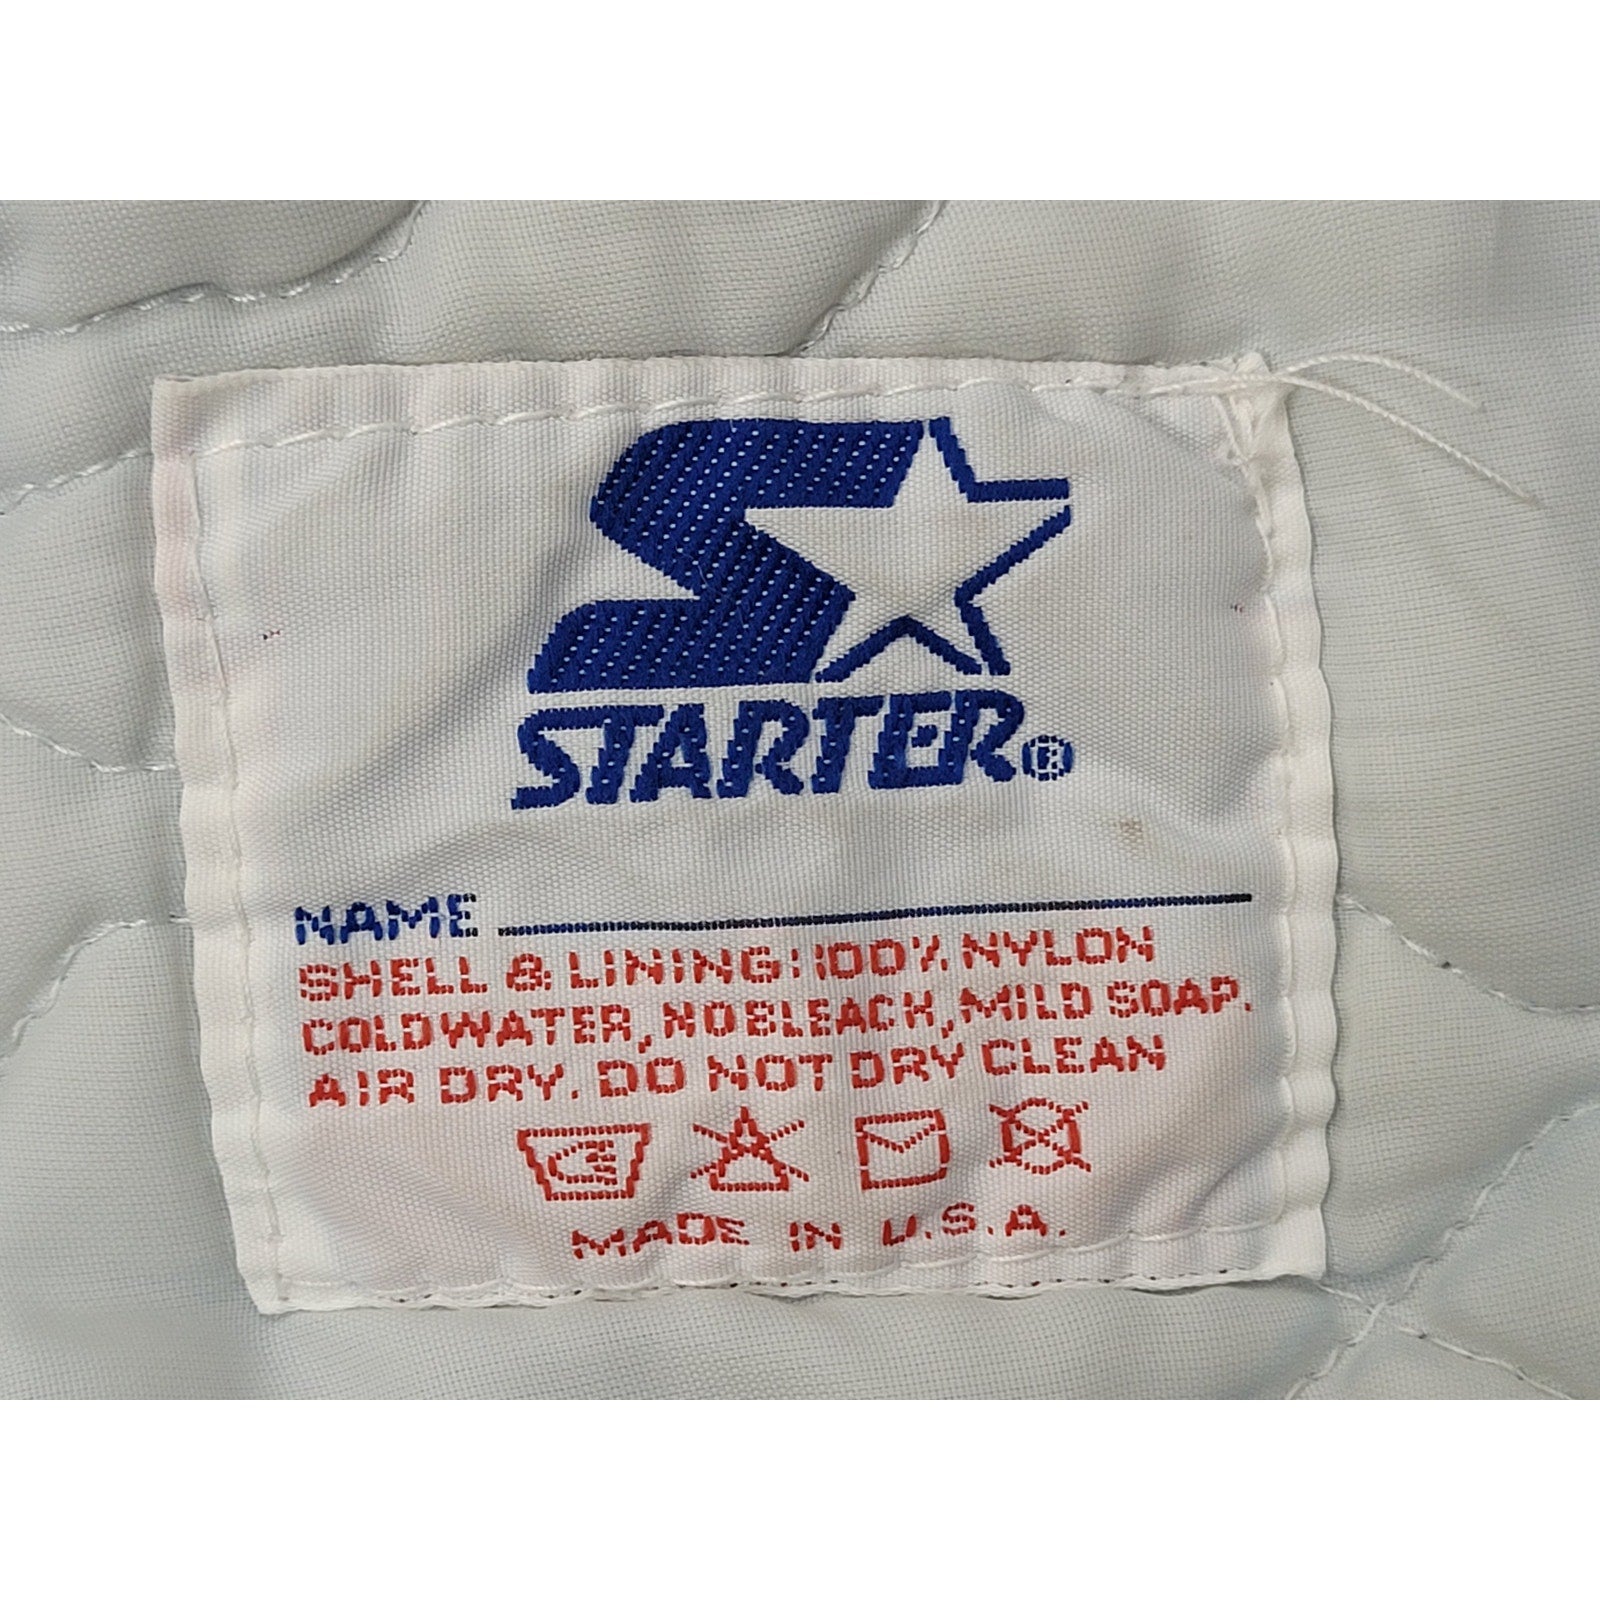 STARTER®
NAME
SHELL & LINING: 100% NYLON
COLD WATER, NO BLEACH, MILD SOAP.
AIR DRY. DO NOT DRY CLEAN
MADE IN U.S.A.